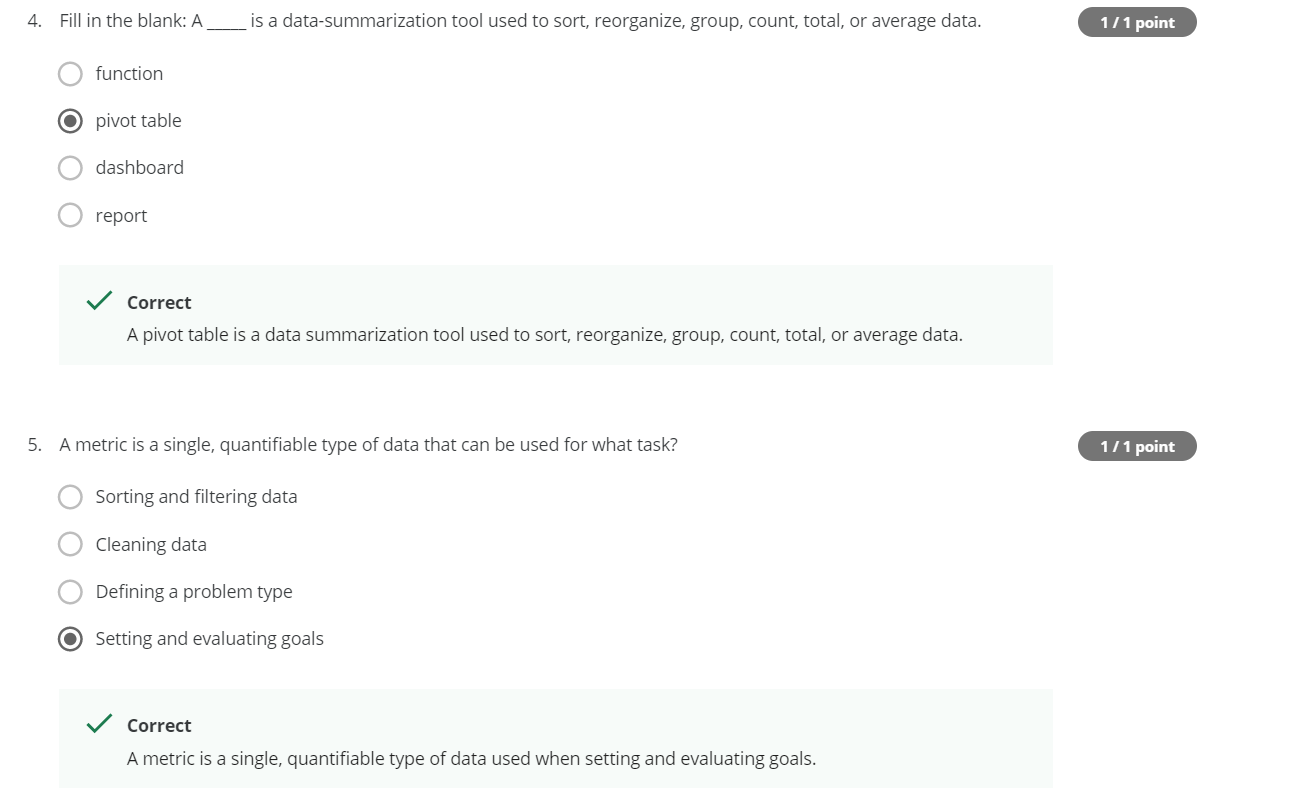 4. Fill in the blank: A _____ is a data-summarization tool used to sort, reorganize, group, count, total, or average data.
1 / 1 point
function
pivot table
dashboard
report
Correct
A pivot table is a data summarization tool used to sort, reorganize, group, count, total, or average data.
5. A metric is a single, quantifiable type of data that can be used for what task?
1 / 1 point
Sorting and filtering data
Cleaning data
Defining a problem type
Setting and evaluating goals
Correct
A metric is a single, quantifiable type of data used when setting and evaluating goals.